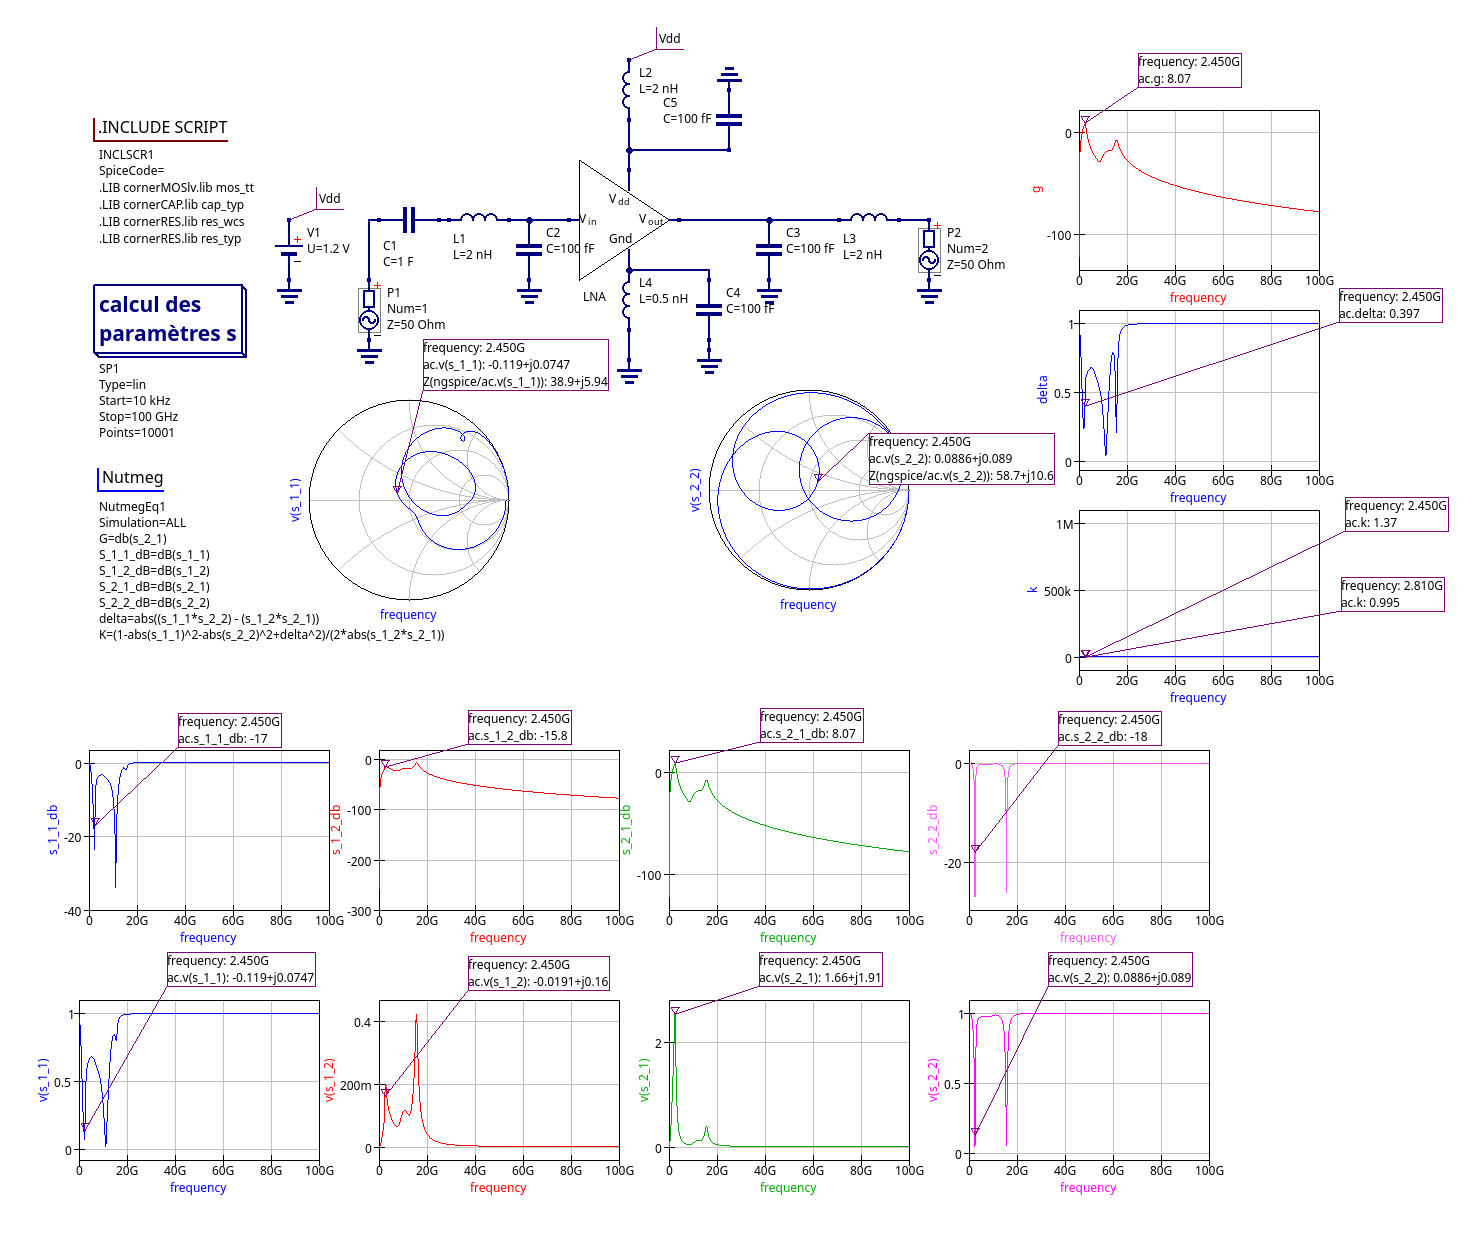 Vdd
L2
L=2 nH
C5
C=100 fF
.INCLUDE SCRIPT
INCLSCR1
SpiceCode=
.LIB cornerMOSlv.lib mos_tt
.LIB cornerCAP.lib cap_typ
.LIB cornerRES.lib res_wcs
.LIB cornerRES.lib res_typ
Vdd
V1
U=1.2 V
C1
C=1 F
L1
L=2 nH
C2
C=100 fF
Vdd
Vin
Vout
Gnd
LNA
L4
L=0.5 nH
C4
C=100 fF
C3
C=100 fF
L3
L=2 nH
P2
Num=2
Z=50 Ohm
P1
Num=1
Z=50 Ohm
calcul des
paramètres s
SP1
Type=lin
Start=10 kHz
Stop=100 GHz
Points=10001
Nutmeg
NutmegEq1
Simulation=ALL
G=db(s_2_1)
S_1_1_dB=dB(s_1_1)
S_1_2_dB=dB(s_1_2)
S_2_1_dB=dB(s_2_1)
S_2_2_dB=dB(s_2_2)
delta=abs((s_1_1*s_2_2) - (s_1_2*s_2_1))
K=(1-abs(s_1_1)^2-abs(s_2_2)^2+delta^2)/(2*abs(s_1_2*s_2_1))
frequency: 2.450G
ac.v(s_1_1): -0.119+j0.0747
Z(ngspice/ac.v(s_1_1)): 38.9+j5.94
v(s_1_1)
frequency
frequency: 2.450G
ac.v(s_2_2): 0.0886+j0.089
Z(ngspice/ac.v(s_2_2)): 58.7+j10.6
v(s_2_2)
frequency
frequency: 2.450G
ac.g: 8.07
g
0
-100
0 20G 40G 60G 80G 100G
frequency
frequency: 2.450G
ac.delta: 0.397
delta
1
0.5
0
0 20G 40G 60G 80G 100G
frequency
frequency: 2.450G
ac.k: 1.37
frequency: 2.810G
ac.k: 0.995
k
1M
500k
0
0 20G 40G 60G 80G 100G
frequency
frequency: 2.450G
ac.s_1_1_db: -17
s_1_1_db
0
-20
-40
0 20G 40G 60G 80G 100G
frequency
frequency: 2.450G
ac.s_1_2_db: -15.8
s_1_2_db
0
-100
-200
-300
0 20G 40G 60G 80G 100G
frequency
frequency: 2.450G
ac.s_2_1_db: 8.07
s_2_1_db
0
-100
0 20G 40G 60G 80G 100G
frequency
frequency: 2.450G
ac.s_2_2_db: -18
s_2_2_db
0
-20
0 20G 40G 60G 80G 100G
frequency
frequency: 2.450G
ac.v(s_1_1): -0.119+j0.0747
v(s_1_1)
1
0.5
0
0 20G 40G 60G 80G 100G
frequency
frequency: 2.450G
ac.v(s_1_2): -0.0191+j0.16
v(s_1_2)
0.4
200m
0
0 20G 40G 60G 80G 100G
frequency
frequency: 2.450G
ac.v(s_2_1): 1.66+j1.91
v(s_2_1)
2
0
0 20G 40G 60G 80G 100G
frequency
frequency: 2.450G
ac.v(s_2_2): 0.0886+j0.089
v(s_2_2)
1
0.5
0
0 20G 40G 60G 80G 100G
frequency